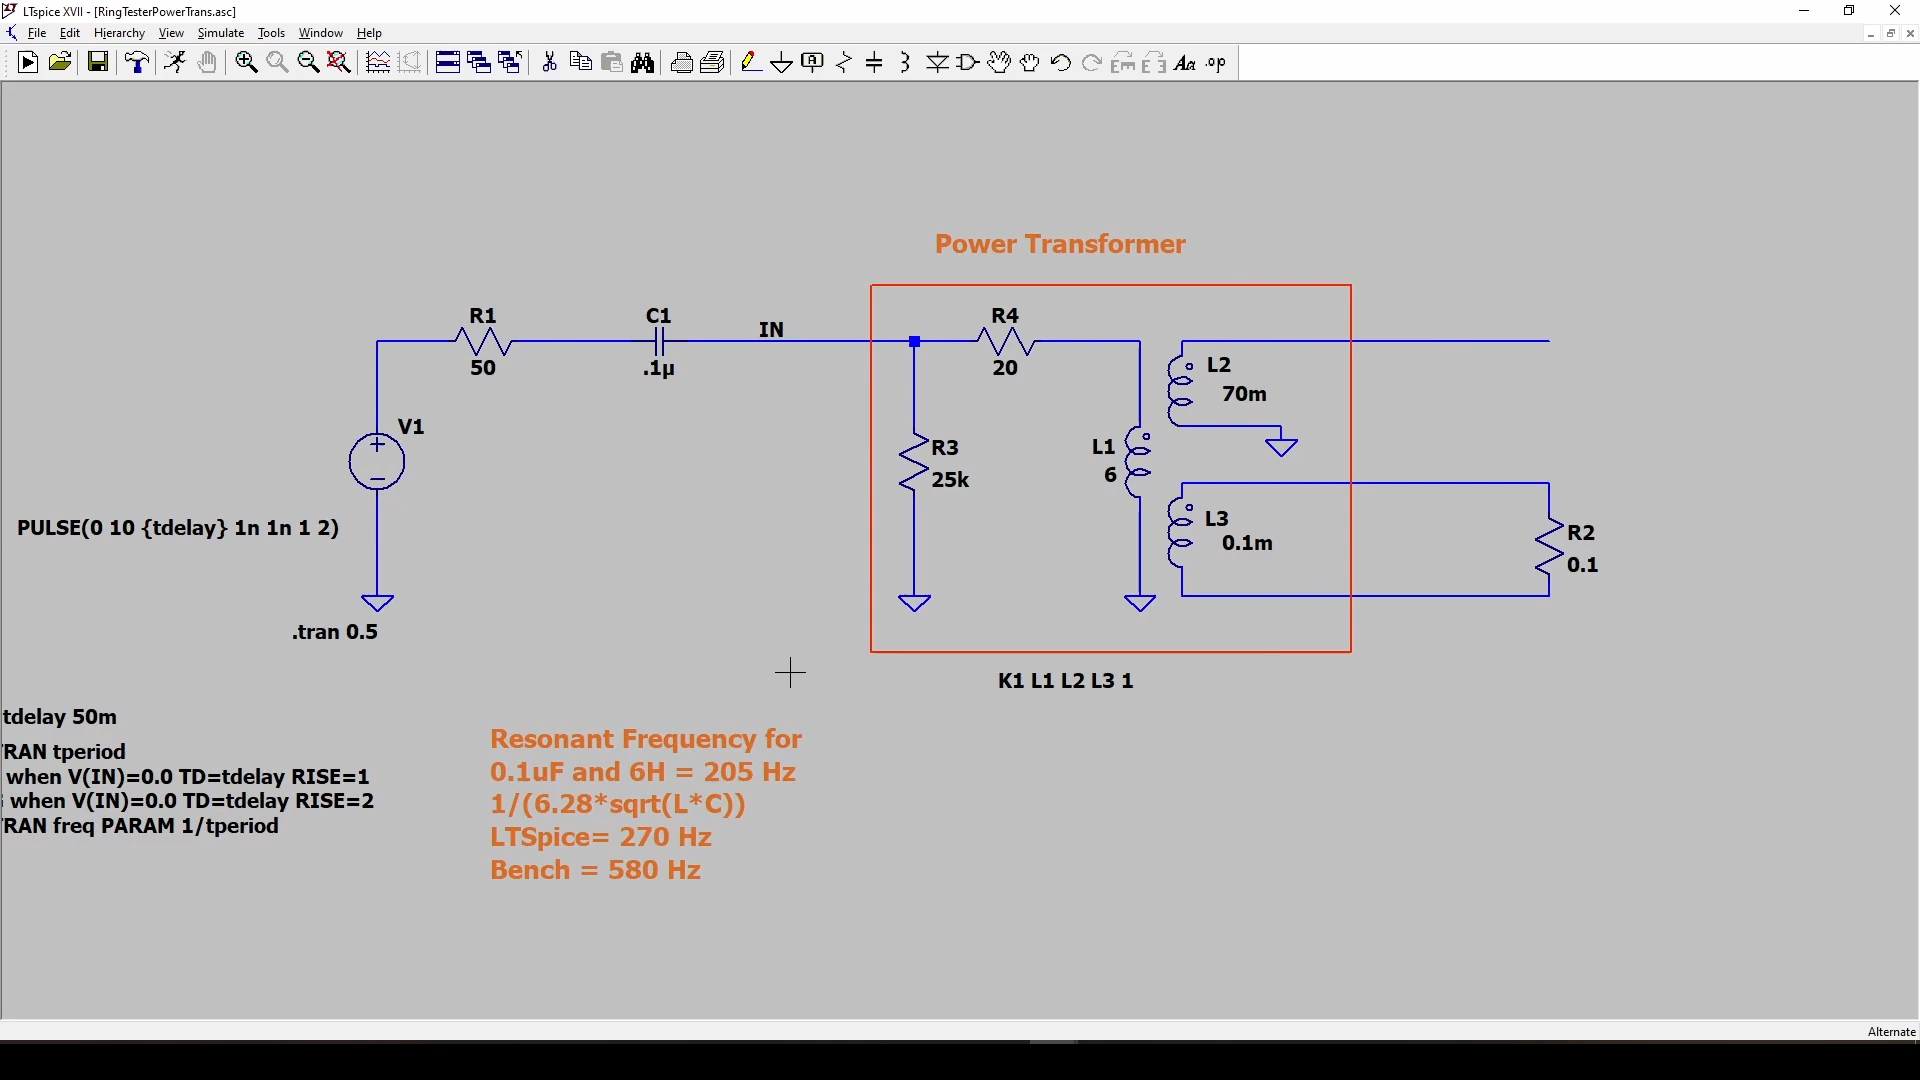 LTspice XVII - [RingTesterPowerTrans.asc]
File Edit Hierarchy View Simulate Tools Window Help
Power Transformer
R1
50
C1
.1µ
IN
R4
20
L2
70m
V1
R3
25k
L1
6
L3
0.1m
R2
0.1
PULSE(0 10 {tdelay} 1n 1n 1 2)
.tran 0.5
K1 L1 L2 L3 1
tdelay 50m
RAN tperiod
when V(IN)=0.0 TD=tdelay RISE=1
when V(IN)=0.0 TD=tdelay RISE=2
RAN freq PARAM 1/tperiod
Resonant Frequency for
0.1uF and 6H = 205 Hz
1/(6.28*sqrt(L*C))
LTSpice= 270 Hz
Bench = 580 Hz
Alternate